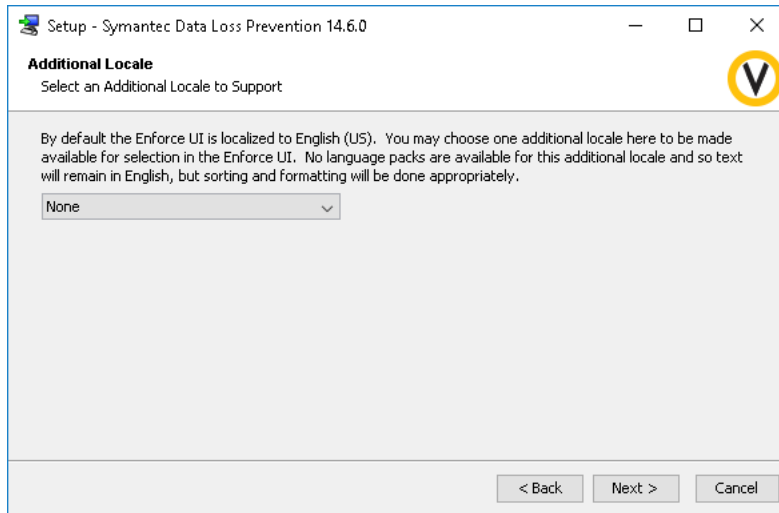 Setup - Symantec Data Loss Prevention 14.6.0
Additional Locale
Select an Additional Locale to Support
By default the Enforce UI is localized to English (US). You may choose one additional locale here to be made
available for selection in the Enforce UI. No language packs are available for this additional locale and so text
will remain in English, but sorting and formatting will be done appropriately.
None
< Back Next > Cancel